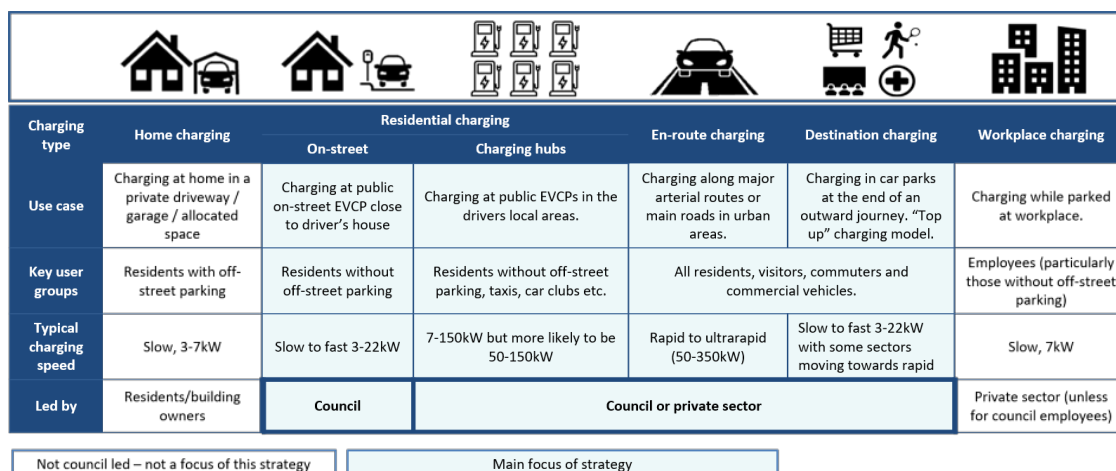 Charging type
Home charging
Residential charging
On-street
Charging hubs
En-route charging
Destination charging
Workplace charging
Use case
Charging at home in a
private driveway /
garage / allocated
space
Charging at public
on-street EVCP close
to driver's house
Charging at public EVCPs in the
drivers local areas.
Charging along major
arterial routes or
main roads in urban
areas.
Charging in car parks
at the end of an
outward journey. “Top
up” charging model.
Charging while parked
at workplace.
Key user
groups
Residents with off-
street parking
Residents without
off-street parking
Residents without off-street
parking, taxis, car clubs etc.
All residents, visitors, commuters and
commercial vehicles.
Employees (particularly
those without off-street
parking)
Typical
charging
speed
Slow, 3-7kW
Slow to fast 3-22kW
7-150kW but more likely to be
50-150kW
Rapid to ultrarapid
(50-350kW)
Slow to fast 3-22kW
with some sectors
moving towards rapid
Slow, 7kW
Led by
Residents/building
owners
Council
Council or private sector
Private sector (unless
for council employees)
Not council led – not a focus of this strategy
Main focus of strategy